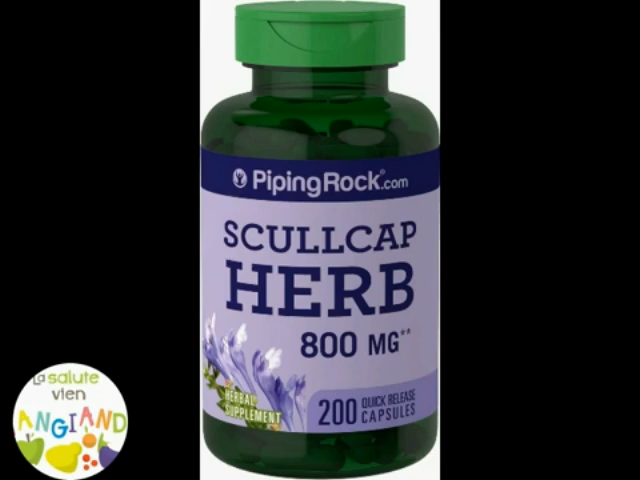 PipingRock.com
SCULLCAP
HERB
800 MG**
HERBAL
SUPPLEMENT
200 QUICK RELEASE
CAPSULES
La salute
vien
ANGIAND